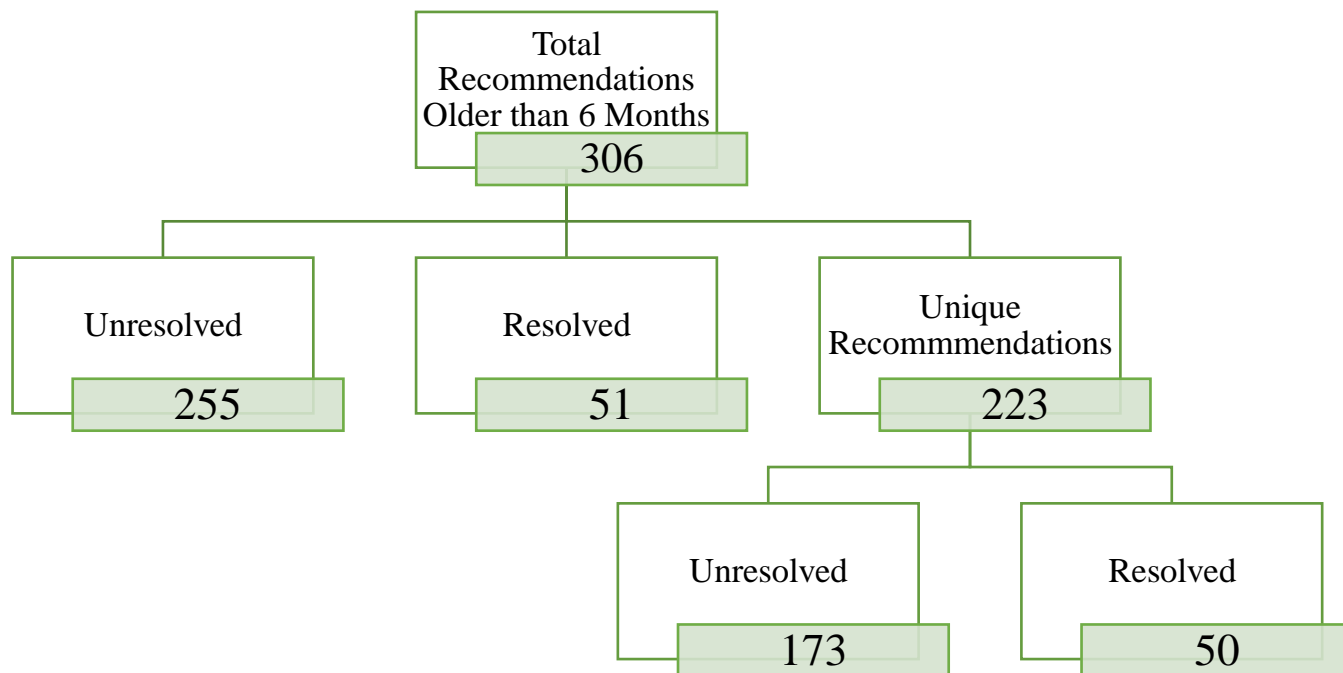 Total
Recommendations
Older than 6 Months
306
Unresolved
255
Resolved
51
Unique
Recommmendations
223
Unresolved
173
Resolved
50